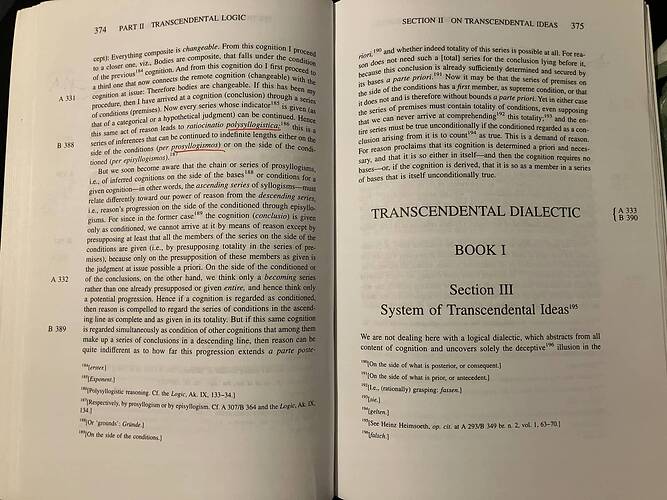 374 PART II TRANSCENDENTAL LOGIC
cept): Everything composite is changeable. From this cognition I proceed
to a closer one, viz., Bodies are composite, that falls under the condition
of the previous184 cognition. And from this cognition do I first proceed to
a third one that now connects the remote cognition (changeable) with the
cognition at issue: Therefore bodies are changeable. If this has been my
A 331 procedure, then I have arrived at a cognition (conclusion) through a series
of conditions (premises). Now every series whose indicator185 is given (as
that of a categorical or a hypothetical judgment) can be continued. Hence
this same act of reason leads to ratiocinatio polysyllogistica;186 this is a
series of inferences that can be continued to indefinite lengths either on the
B 388 side of the conditions (per prosyllogismos) or on the side of the condi-
tioned (per episyllogismos).187
But we soon become aware that the chain or series of prosyllogisms,
i.e., of inferred cognitions on the side of the bases188 or conditions for a
given cognition—in other words, the ascending series of syllogisms—must
relate differently toward our power of reason from the descending series,
i.e., reason's progression on the side of the conditioned through episyllo-
gisms. For since in the former case189 the cognition (conclusio) is given
only as conditioned, we cannot arrive at it by means of reason except by
presupposing at least that all the members of the series on the side of the
conditions are given (i.e., by presupposing totality in the series of pre-
mises), because only on the presupposition of these members as given is
A 332 the judgment at issue possible a priori. On the side of the conditioned or
of the conclusions, on the other hand, we think only a becoming series
rather than one already presupposed or given entire, and hence think only
a potential progression. Hence if a cognition is regarded as conditioned,
then reason is compelled to regard the series of conditions in the ascend-
ing line as complete and as given in its totality. But if this same cognition
B 389 is regarded simultaneously as condition of other cognitions that among them
make up a series of conclusions in a descending line, then reason can be
quite indifferent as to how far this progression extends a parte poste-
184[erster.]
185[Exponent.]
186[Polysyllogistic reasoning. Cf. the Logic, Ak. IX, 133–34.]
187[Respectively, by prosyllogism or by episyllogism. Cf. A 307/B 364 and the Logic, Ak. IX,
134.]
188[Or 'grounds': Gründe.]
189[On the side of the conditions.]
SECTION II ON TRANSCENDENTAL IDEAS 375
riori,190 and whether indeed totality of this series is possible at all. For rea-
son does not need such a [total] series for the conclusion lying before it,
because this conclusion is already sufficiently determined and secured by
its bases a parte priori.191 Now it may be that the series of premises on
the side of the conditions has a first member, as supreme condition, or that
it does not and is therefore without bounds a parte priori. Yet in either case
the series of premises must contain totality of conditions, even supposing
that we can never arrive at comprehending192 this totality;193 and the en-
tire series must be true unconditionally if the conditioned regarded as a con-
clusion arising from it is to count194 as true. This is a demand of reason.
For reason proclaims that its cognition is determined a priori and neces-
sary, and that it is so either in itself—and then the cognition requires no
bases—or, if the cognition is derived, that it is so as a member in a series
of bases that is itself unconditionally true.
TRANSCENDENTAL DIALECTIC { A 333
B 390
BOOK I
Section III
System of Transcendental Ideas195
We are not dealing here with a logical dialectic, which abstracts from all
content of cognition and uncovers solely the deceptive196 illusion in the
190[On the side of what is posterior, or consequent.]
191[On the side of what is prior, or antecedent.]
192[I.e., (rationally) grasping: fassen.]
193[sie.]
194[gelten.]
195[See Heinz Heimsoeth, op. cit. at A 293/B 349 br. n. 2, vol. 1, 63–70.]
196[falsch.]